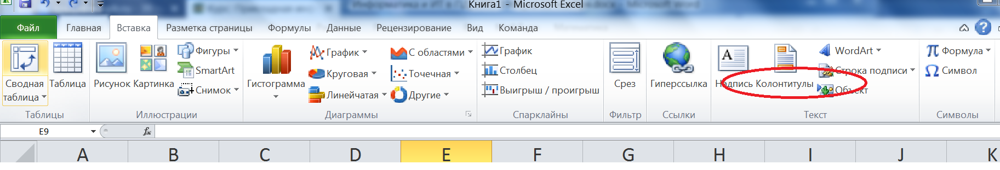 Книга1 - Microsoft Excel
Файл Главная Вставка Разметка страницы Формулы Данные Рецензирование Вид Команда
Сводная таблица
Таблица
Таблицы
Рисунок
Картинка
Фигуры
SmartArt
Снимок
Иллюстрации
Гистограмма
График
Круговая
Линейчатая
С областями
Точечная
Другие
Диаграммы
График
Столбец
Выигрыш / проигрыш
Спарклайны
Срез
Фильтр
Гиперссылка
Ссылки
Надпись
Колонтитулы
WordArt
Строка подписи
Объект
Текст
Формула
Символ
Символы
E9 fx
A B C D E F G H I J K